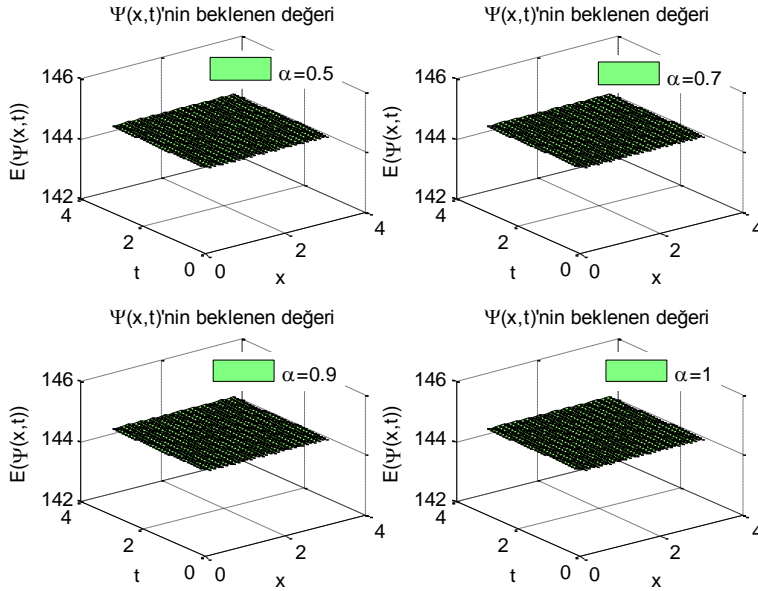 Ψ(x,t)'nin beklenen değeri
146
144
142
E(Ψ(x,t))
4
2
0
t
0
2
4
x
α=0.5
Ψ(x,t)'nin beklenen değeri
146
144
142
E(Ψ(x,t)
4
2
0
t
0
2
4
x
α=0.7
Ψ(x,t)'nin beklenen değeri
146
144
142
E(Ψ(x,t))
4
2
0
t
0
2
4
x
α=0.9
Ψ(x,t)'nin beklenen değeri
146
144
142
E(Ψ(x,t))
4
2
0
t
0
2
4
x
α=1